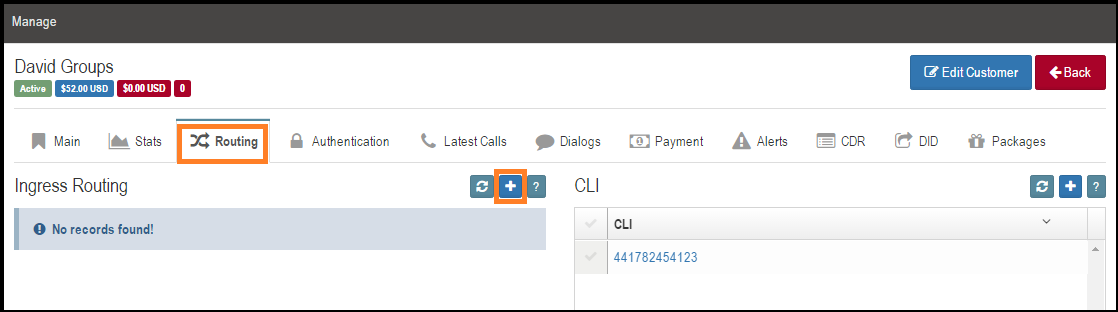 Manage
David Groups
Active $52.00 USD $0.00 USD 0
Edit Customer Back
Main Stats Routing Authentication Latest Calls Dialogs Payment Alerts CDR DID Packages
Ingress Routing
?
No records found!
CLI
?
CLI
441782454123